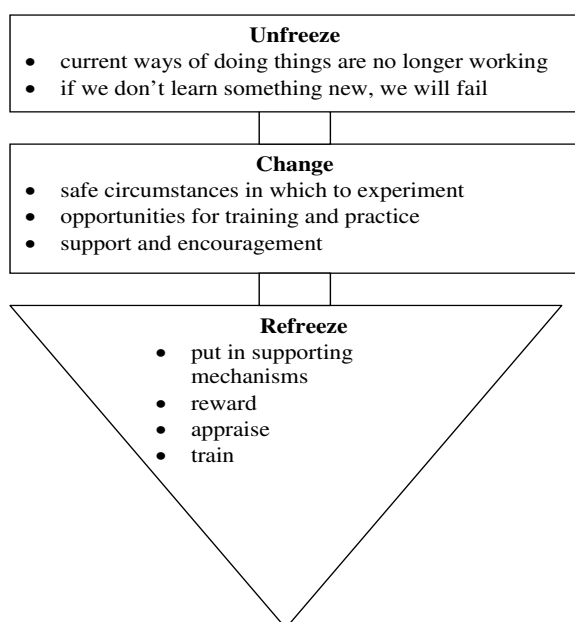 Unfreeze
• current ways of doing things are no longer working
• if we don't learn something new, we will fail
Change
• safe circumstances in which to experiment
• opportunities for training and practice
• support and encouragement
Refreeze
• put in supporting
mechanisms
• reward
• appraise
• train